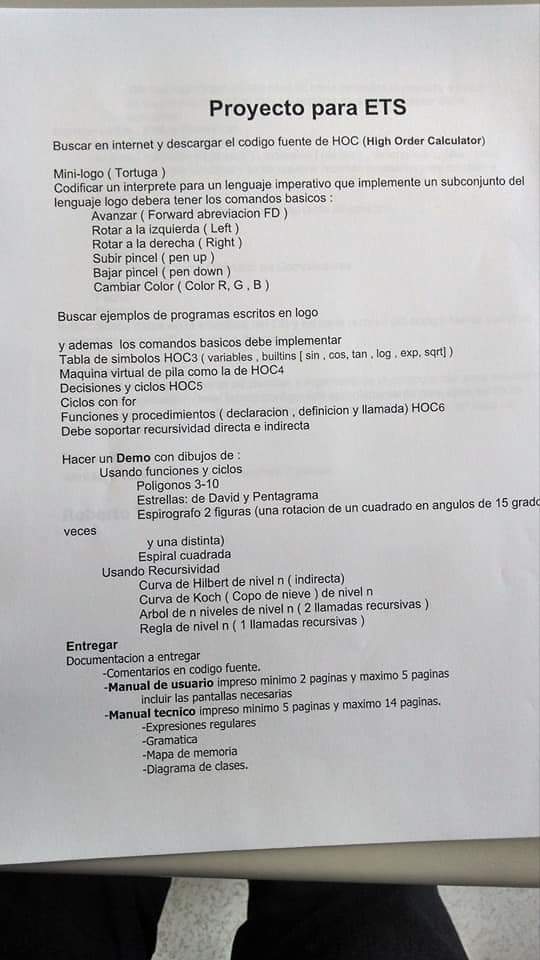 Proyecto para ETS
Buscar en internet y descargar el codigo fuente de HOC (High Order Calculator)
Mini-logo ( Tortuga )
Codificar un interprete para un lenguaje imperativo que implemente un subconjunto del
lenguaje logo debera tener los comandos basicos :
Avanzar ( Forward abreviacion FD )
Rotar a la izquierda ( Left )
Rotar a la derecha ( Right )
Subir pincel ( pen up )
Bajar pincel ( pen down )
Cambiar Color ( Color R, G , B )
Buscar ejemplos de programas escritos en logo
y ademas los comandos basicos debe implementar
Tabla de simbolos HOC3 ( variables , builtins [ sin , cos, tan , log , exp, sqrt] )
Maquina virtual de pila como la de HOC4
Decisiones y ciclos HOC5
Ciclos con for
Funciones y procedimientos ( declaracion , definicion y llamada) HOC6
Debe soportar recursividad directa e indirecta
Hacer un Demo con dibujos de :
Usando funciones y ciclos
Poligonos 3-10
Estrellas: de David y Pentagrama
Espirografo 2 figuras (una rotacion de un cuadrado en angulos de 15 grado
veces
y una distinta)
Espiral cuadrada
Usando Recursividad
Curva de Hilbert de nivel n ( indirecta)
Curva de Koch ( Copo de nieve ) de nivel n
Arbol de n niveles de nivel n ( 2 llamadas recursivas )
Regla de nivel n ( 1 llamadas recursivas )
Entregar
Documentacion a entregar
-Comentarios en codigo fuente.
-Manual de usuario impreso minimo 2 paginas y maximo 5 paginas
incluir las pantallas necesarias
-Manual tecnico impreso minimo 5 paginas y maximo 14 paginas.
-Expresiones regulares
-Gramatica
-Mapa de memoria
-Diagrama de clases.